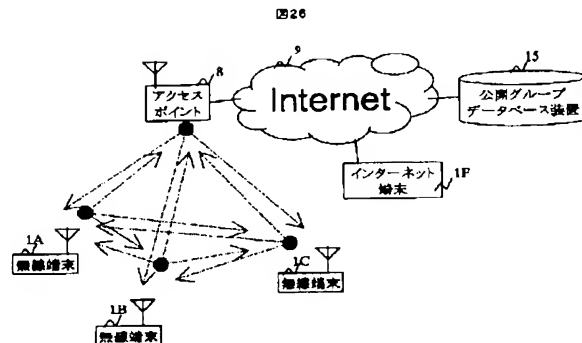 図26
8
9
15
アクセス
ポイント
Internet
公開グループ
データベース装置
インターネット
端末
1F
1A
無線端末
1B
無線端末
1C
無線端末